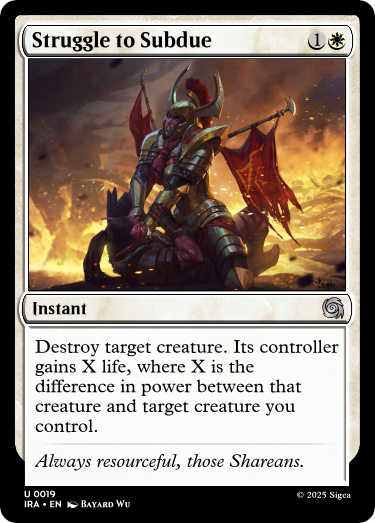 Struggle to Subdue 1
Instant
Destroy target creature. Its controller
gains X life, where X is the
difference in power between that
creature and target creature you
control.
Always resourceful, those Shareans.
U 0019
IRA • EN Bayard Wu
© 2025 Sigea